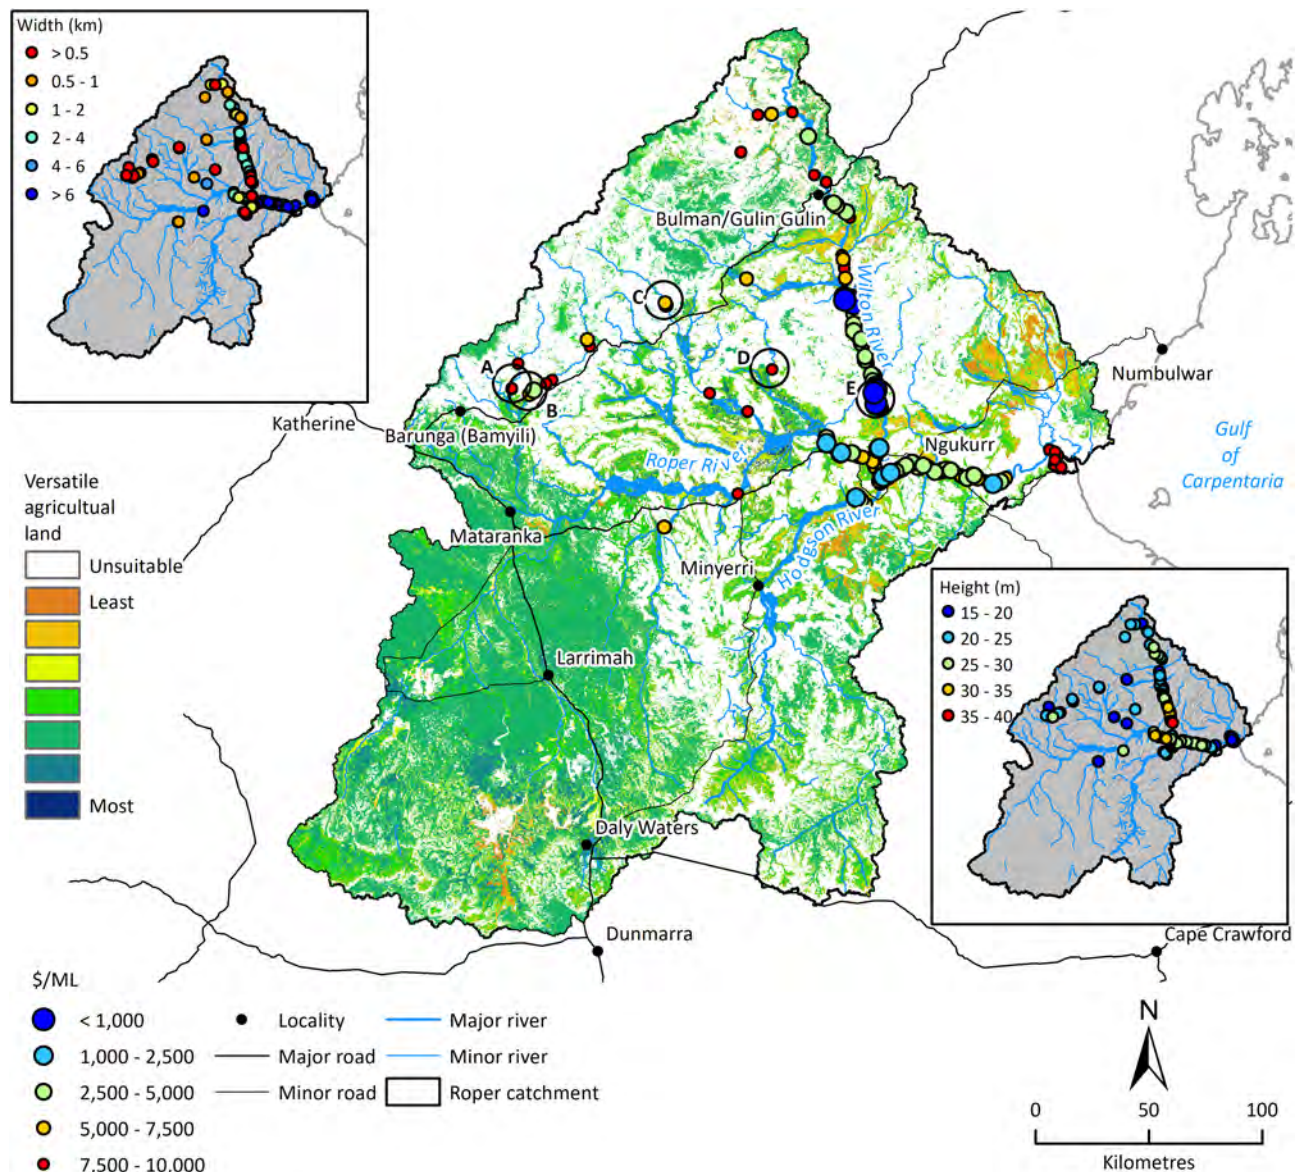 Width (km)
> 0.5
0.5 - 1
1 - 2
2 - 4
4 - 6
> 6
Bulman/Gulin Gulin
Wilton River
C
D
A
B
E
Numbulwar
Katherine
Barunga (Bamyili)
Ngukurr
Roper River
Gulf
of
Carpentaria
Mataranka
Hodgson River
Minyerri
Larrimah
Daly Waters
Dunmarra
Cape Crawford
Versatile
agricultual
land
Unsuitable
Least
Most
Height (m)
15 - 20
20 - 25
25 - 30
30 - 35
35 - 40
$/ML
< 1,000
1,000 - 2,500
2,500 - 5,000
5,000 - 7,500
7,500 - 10,000
Locality
Major road
Minor road
Major river
Minor river
Roper catchment
N
0 50 100
Kilometres